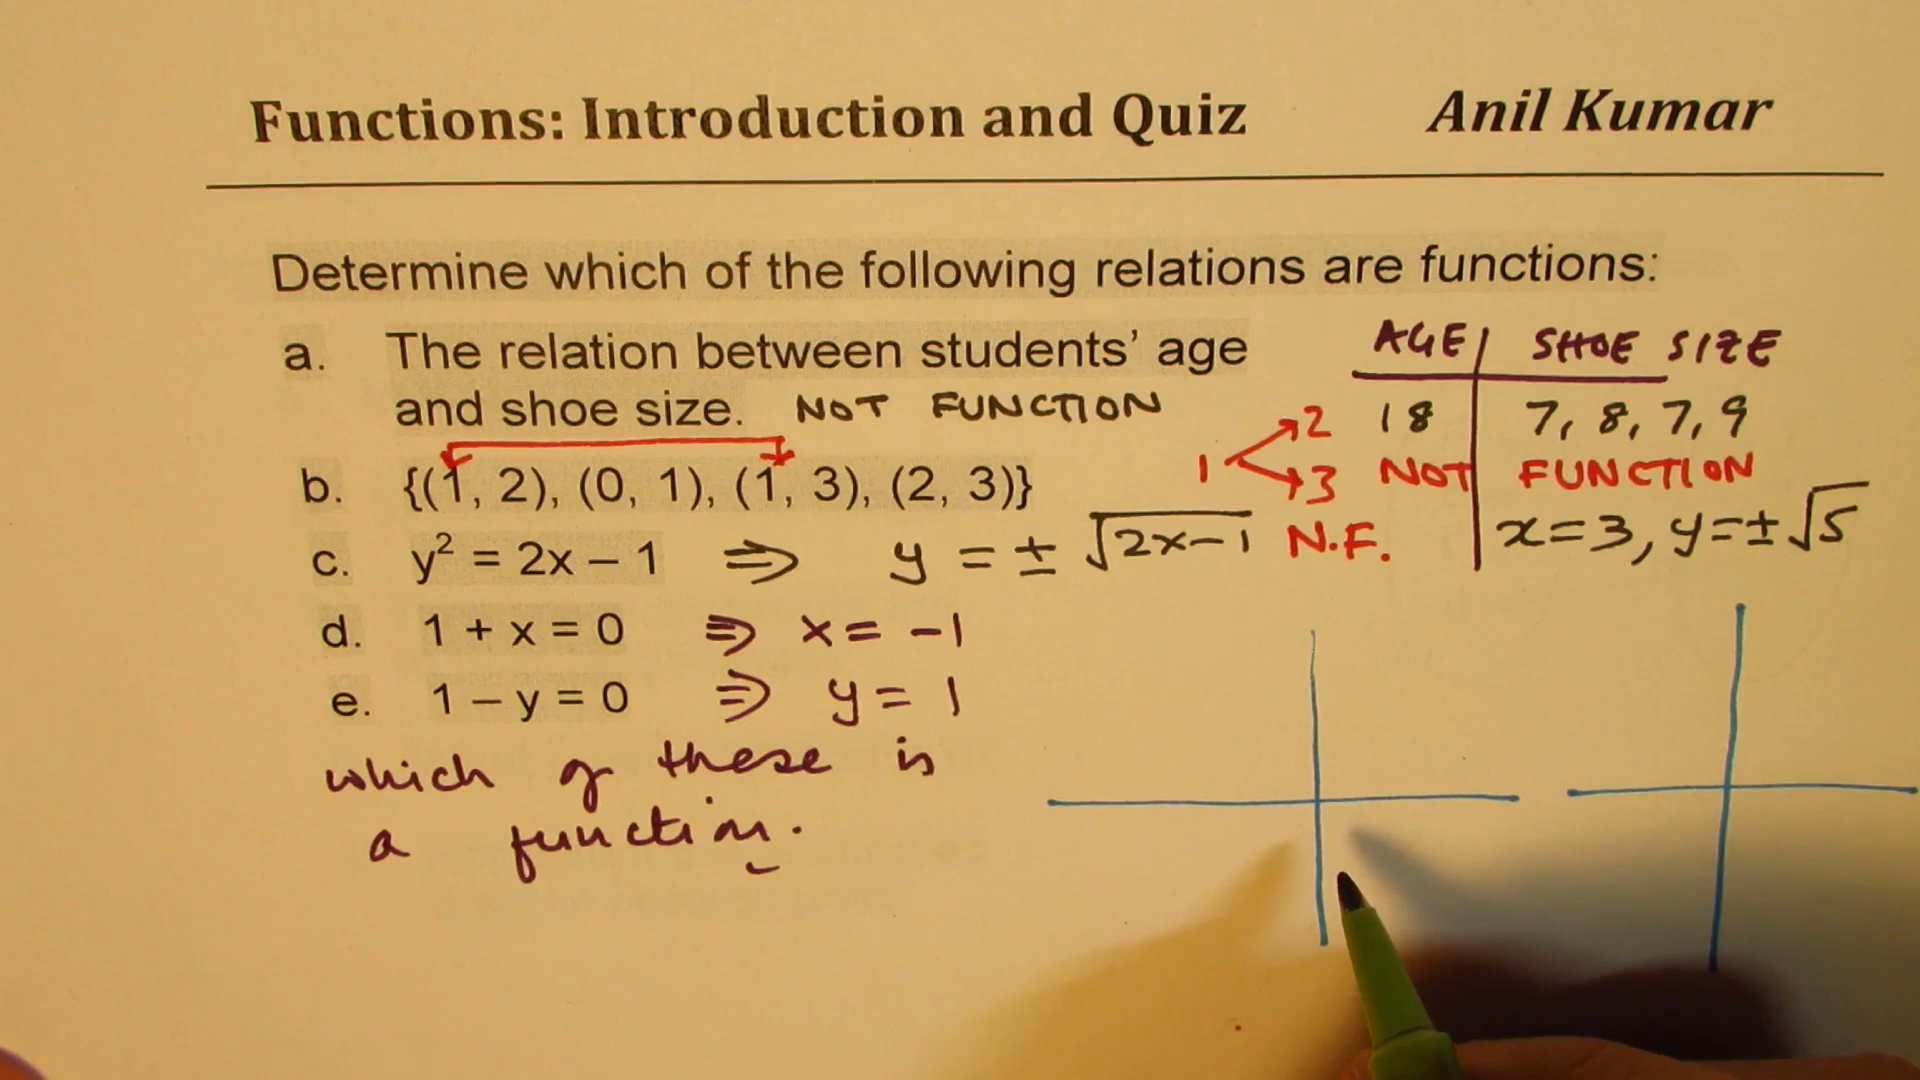 Functions: Introduction and Quiz Anil Kumar
Determine which of the following relations are functions:
a. The relation between students' age
and shoe size. NOT FUNCTION
AGE SHOE SIZE
18 7, 8, 7, 9
b. {(1, 2), (0, 1), (1, 3), (2, 3)}
1 2
3 NOT FUNCTION
c. y² = 2x – 1 ⇒ y = ± √2x-1 N.F. x=3, y=±√5
d. 1 + x = 0 ⇒ x = -1
e. 1 – y = 0 ⇒ y = 1
which of these is
a function.